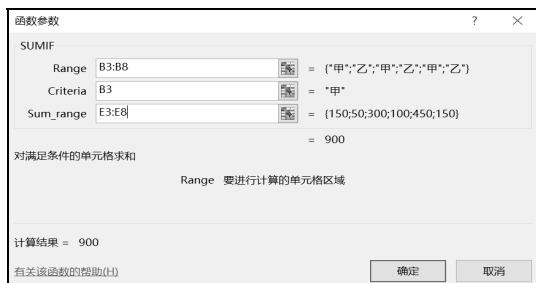 函数参数 ? ×
SUMIF
Range B3:B8 = {"甲";"乙";"甲";"乙";"甲";"乙"}
Criteria B3 = "甲"
Sum_range E3:E8 = {150;50;300;100;450;150}
= 900
对满足条件的单元格求和
Range 要进行计算的单元格区域
计算结果 = 900
有关该函数的帮助(H) 确定 取消